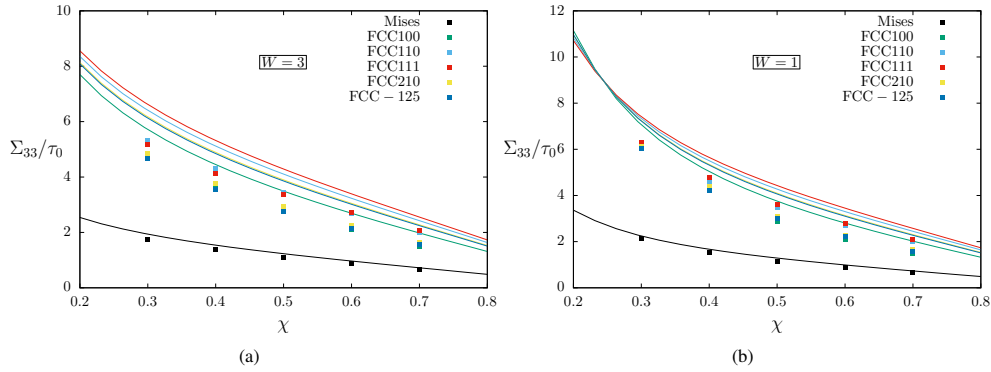 10
8
6
4
2
0
Σ33/τ0
W = 3
Mises
FCC100
FCC110
FCC111
FCC210
FCC − 125
0.2 0.3 0.4 0.5 0.6 0.7 0.8
χ
(a)
12
10
8
6
4
2
0
Σ33/τ0
W = 1
Mises
FCC100
FCC110
FCC111
FCC210
FCC − 125
0.2 0.3 0.4 0.5 0.6 0.7 0.8
χ
(b)